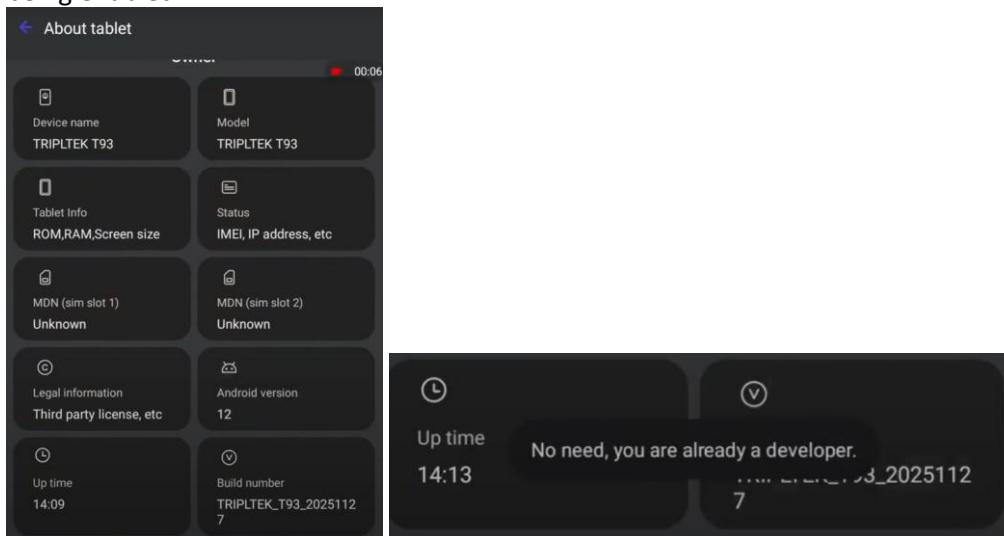 About tablet
00:06
Device name
TRIPLTEK T93
Model
TRIPLTEK T93
Tablet Info
ROM,RAM,Screen size
Status
IMEI, IP address, etc
MDN (sim slot 1)
Unknown
MDN (sim slot 2)
Unknown
Legal information
Third party license, etc
Android version
12
Up time
14:09
Build number
TRIPLTEK_T93_2025112
7
Up time
14:13
No need, you are already a developer.
_2025112
7